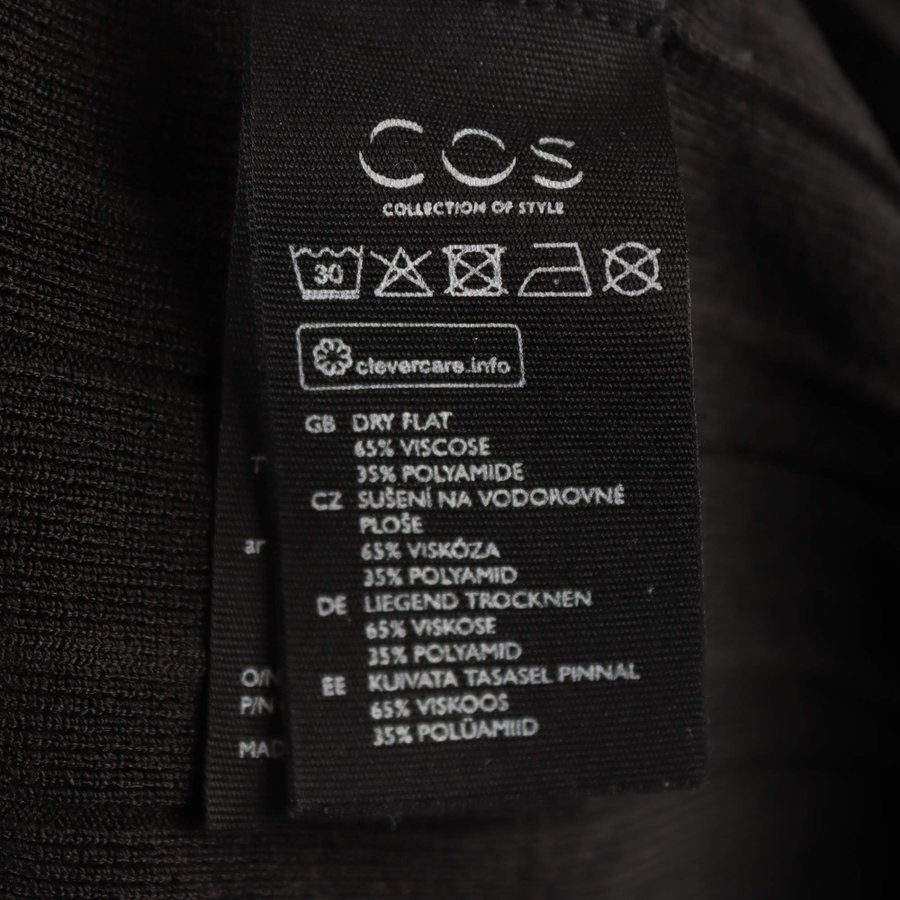 COS
COLLECTION OF STYLE
30
clevercare.info
GB DRY FLAT
65% VISCOSE
35% POLYAMIDE
CZ SUŠENÍ NA VODOROVNÉ
PLOŠE
65% VISKÓZA
35% POLYAMID
DE LIEGEND TROCKNEN
65% VISKOSE
35% POLYAMID
EE KUIVATA TASASEL PINNAL
65% VISKOOS
35% POLÜAMIID
ar
O/N
P/N
MAD